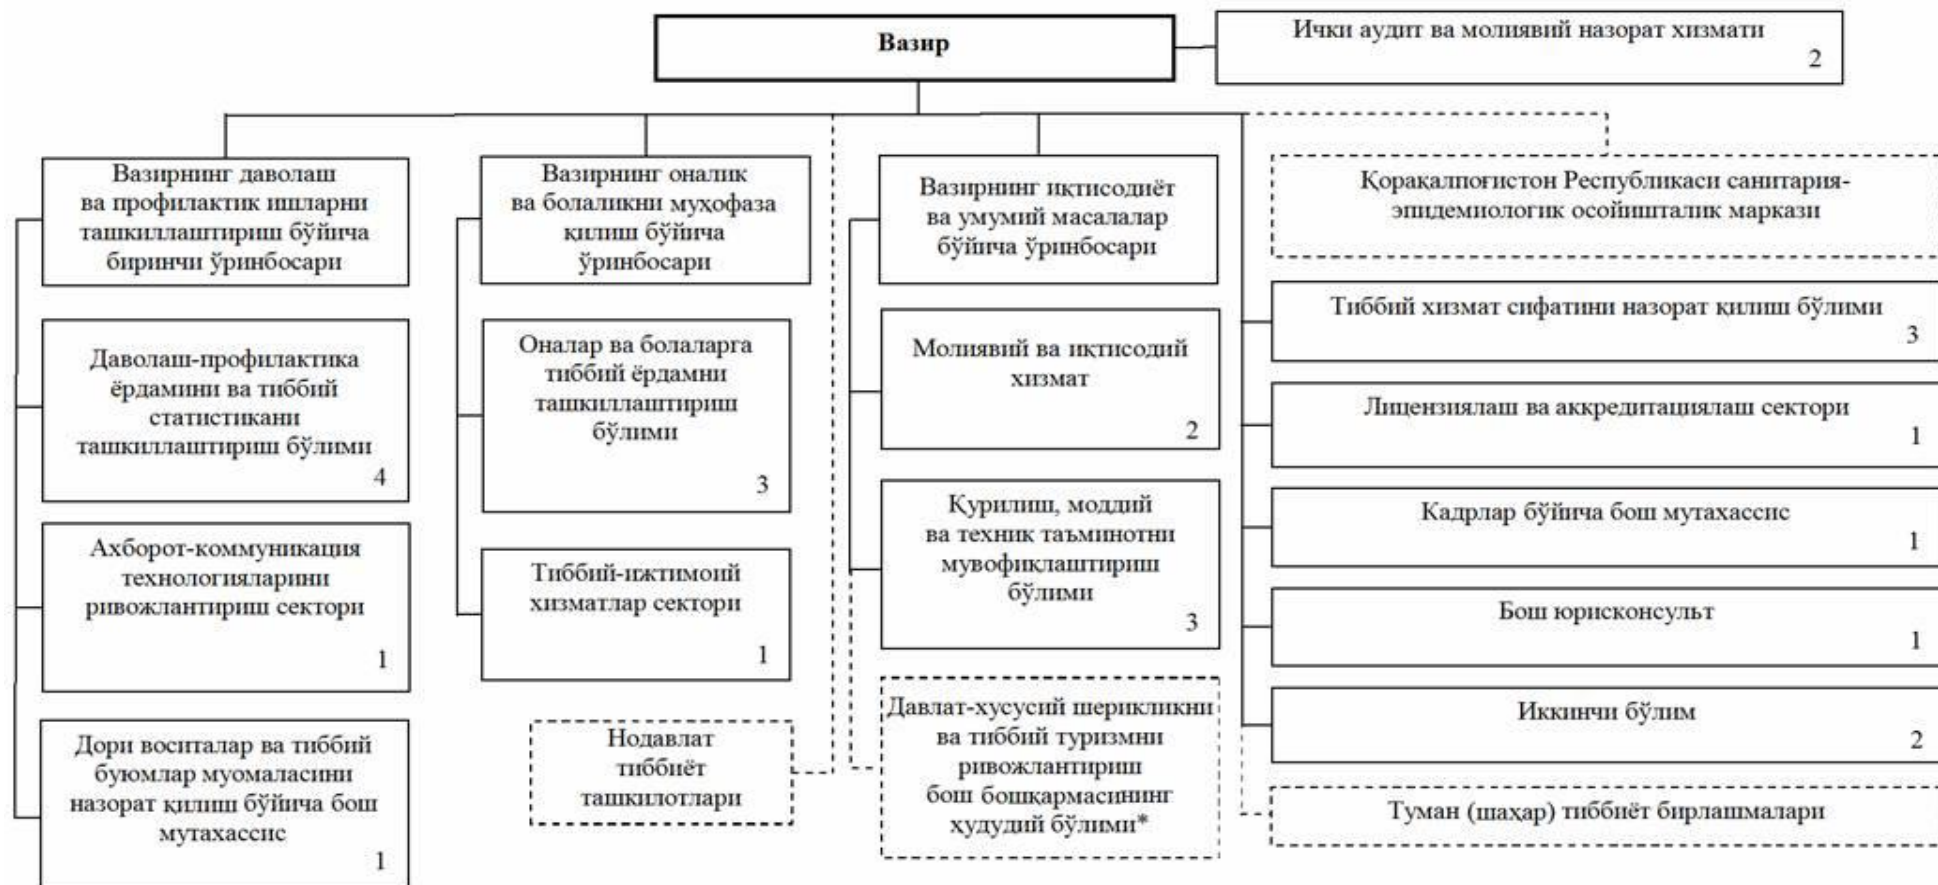 Вазир
Ички аудит ва молиявий назорат хизмати
2
Вазирнинг даволаш
ва профилактик ишларни
ташкиллаштириш бўйича
биринчи ўринбосари
Даволаш-профилактика
ёрдамини ва тиббий
статистикани
ташкиллаштириш бўлими
4
Ахборот-коммуникация
технологияларини
ривожлантириш сектори
1
Дори воситалар ва тиббий
буюмлар муомаласини
назорат қилиш бўйича бош
мутахассис
1
Вазирнинг оналик
ва болаликни муҳофаза
қилиш бўйича
ўринбосари
Оналар ва болаларга
тиббий ёрдамни
ташкиллаштириш
бўлими
3
Тиббий-ижтимоий
хизматлар сектори
1
Нодавлат
тиббиёт
ташкилотлари
Вазирнинг иқтисодиёт
ва умумий масалалар
бўйича ўринбосари
Молиявий ва иқтисодий
хизмат
2
Қурилиш, моддий
ва техник таъминотни
мувофиқлаштириш
бўлими
3
Давлат-хусусий шерикликни
ва тиббий туризмни
ривожлантириш
бош бошқармасининг
ҳудудий бўлими*
Қорақалпоғистон Республикаси санитария-
эпидемиологик осойишталик маркази
Тиббий хизмат сифатини назорат қилиш бўлими
3
Лицензиялаш ва аккредитациялаш сектори
1
Кадрлар бўйича бош мутахассис
1
Бош юрисконсульт
1
Иккинчи бўлим
2
Туман (шаҳар) тиббиёт бирлашмалари